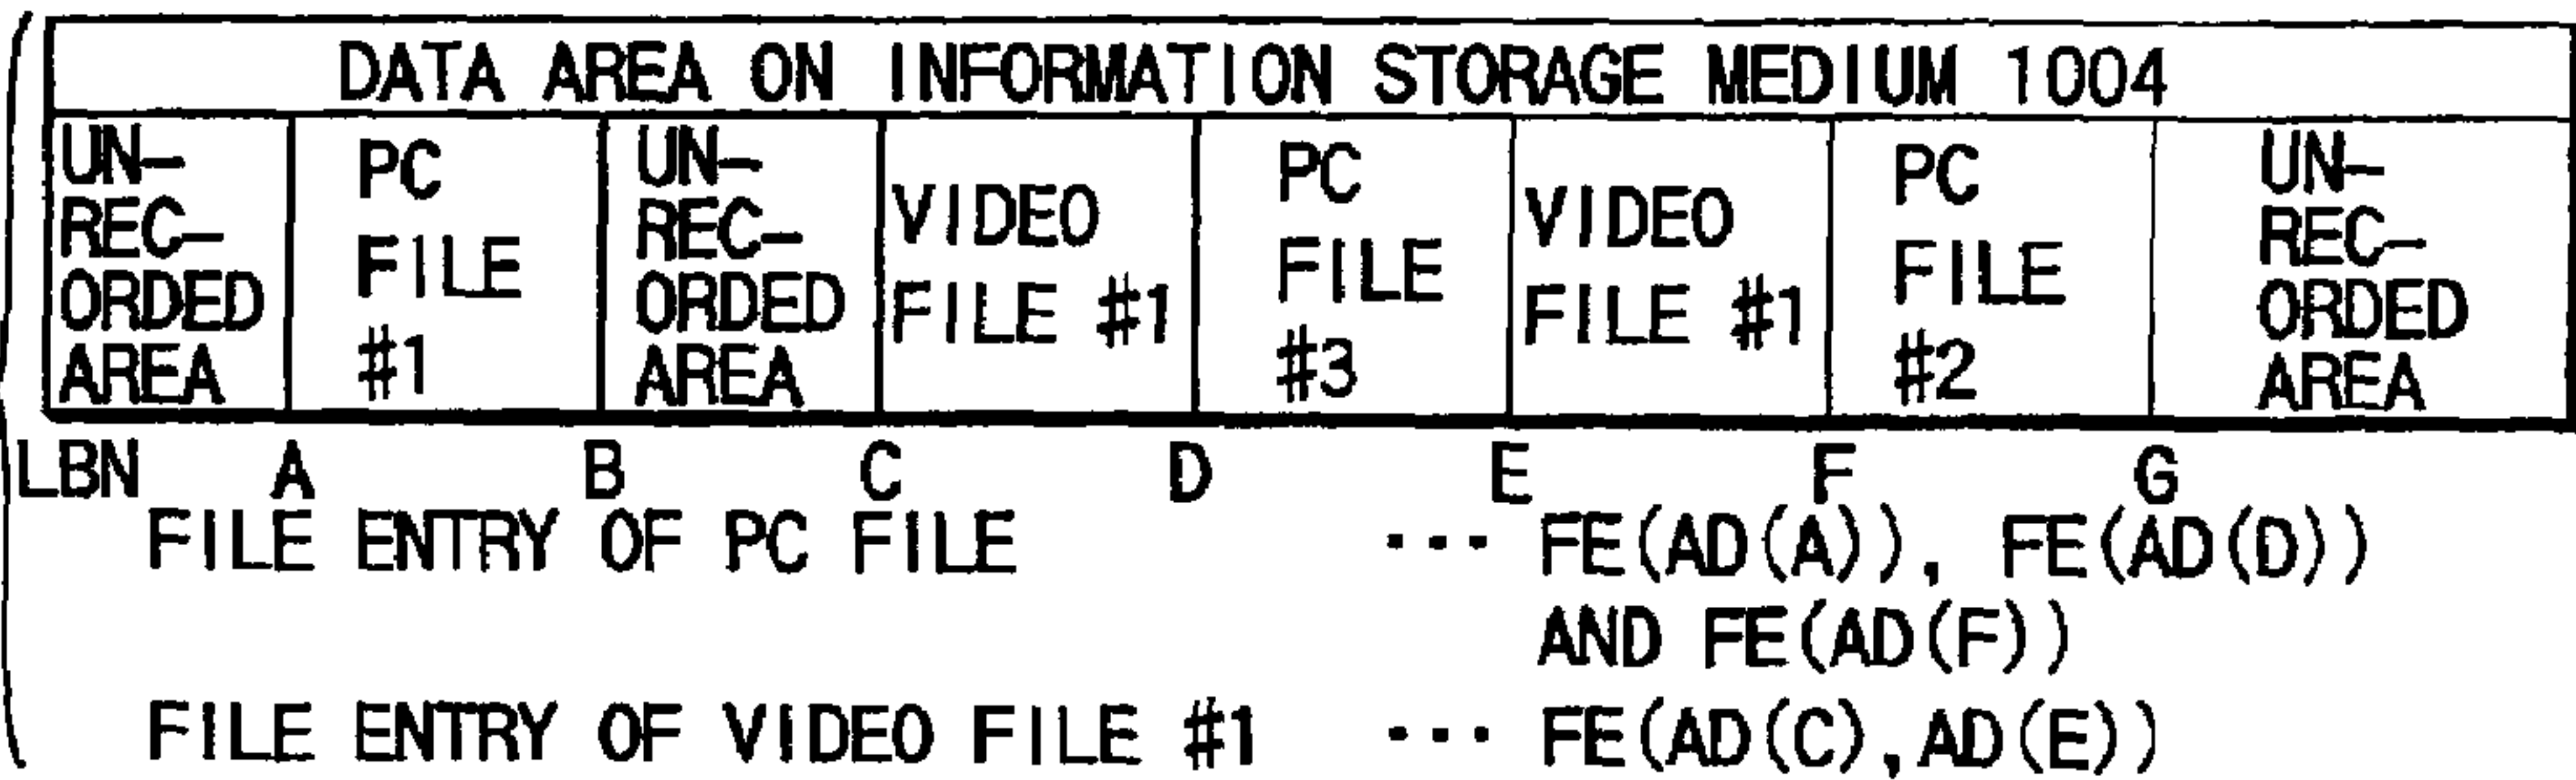 DATA AREA ON INFORMATION STORAGE MEDIUM 1004
UN-
REC-
ORDED
AREA
PC
FILE
#1
UN-
REC-
ORDED
AREA
VIDEO
FILE #1
PC
FILE
#3
VIDEO
FILE #1
PC
FILE
#2
UN-
REC-
ORDED
AREA
LBN A B C D E F G
FILE ENTRY OF PC FILE ··· FE(AD(A)), FE(AD(D))
AND FE(AD(F))
FILE ENTRY OF VIDEO FILE #1 ··· FE(AD(C),AD(E))